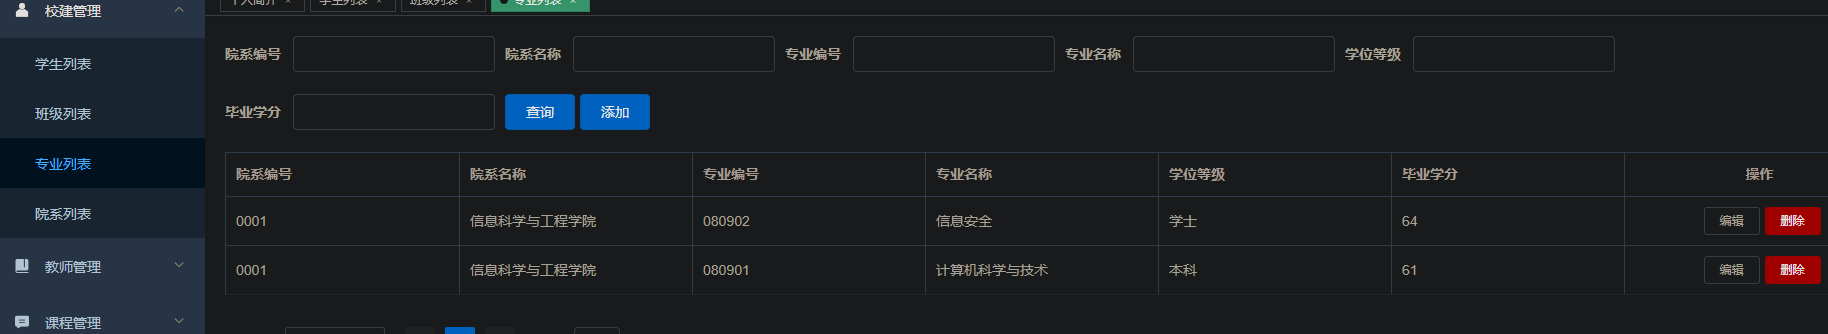 校建管理
学生列表
班级列表
专业列表
院系列表
教师管理
课程管理
个人简介 × 学生列表 × 班级列表 × 专业列表 ×
院系编号 院系名称 专业编号 专业名称 学位等级
毕业学分 查询 添加
院系编号 院系名称 专业编号 专业名称 学位等级 毕业学分 操作
0001 信息科学与工程学院 080902 信息安全 学士 64 编辑 删除
0001 信息科学与工程学院 080901 计算机科学与技术 本科 61 编辑 删除